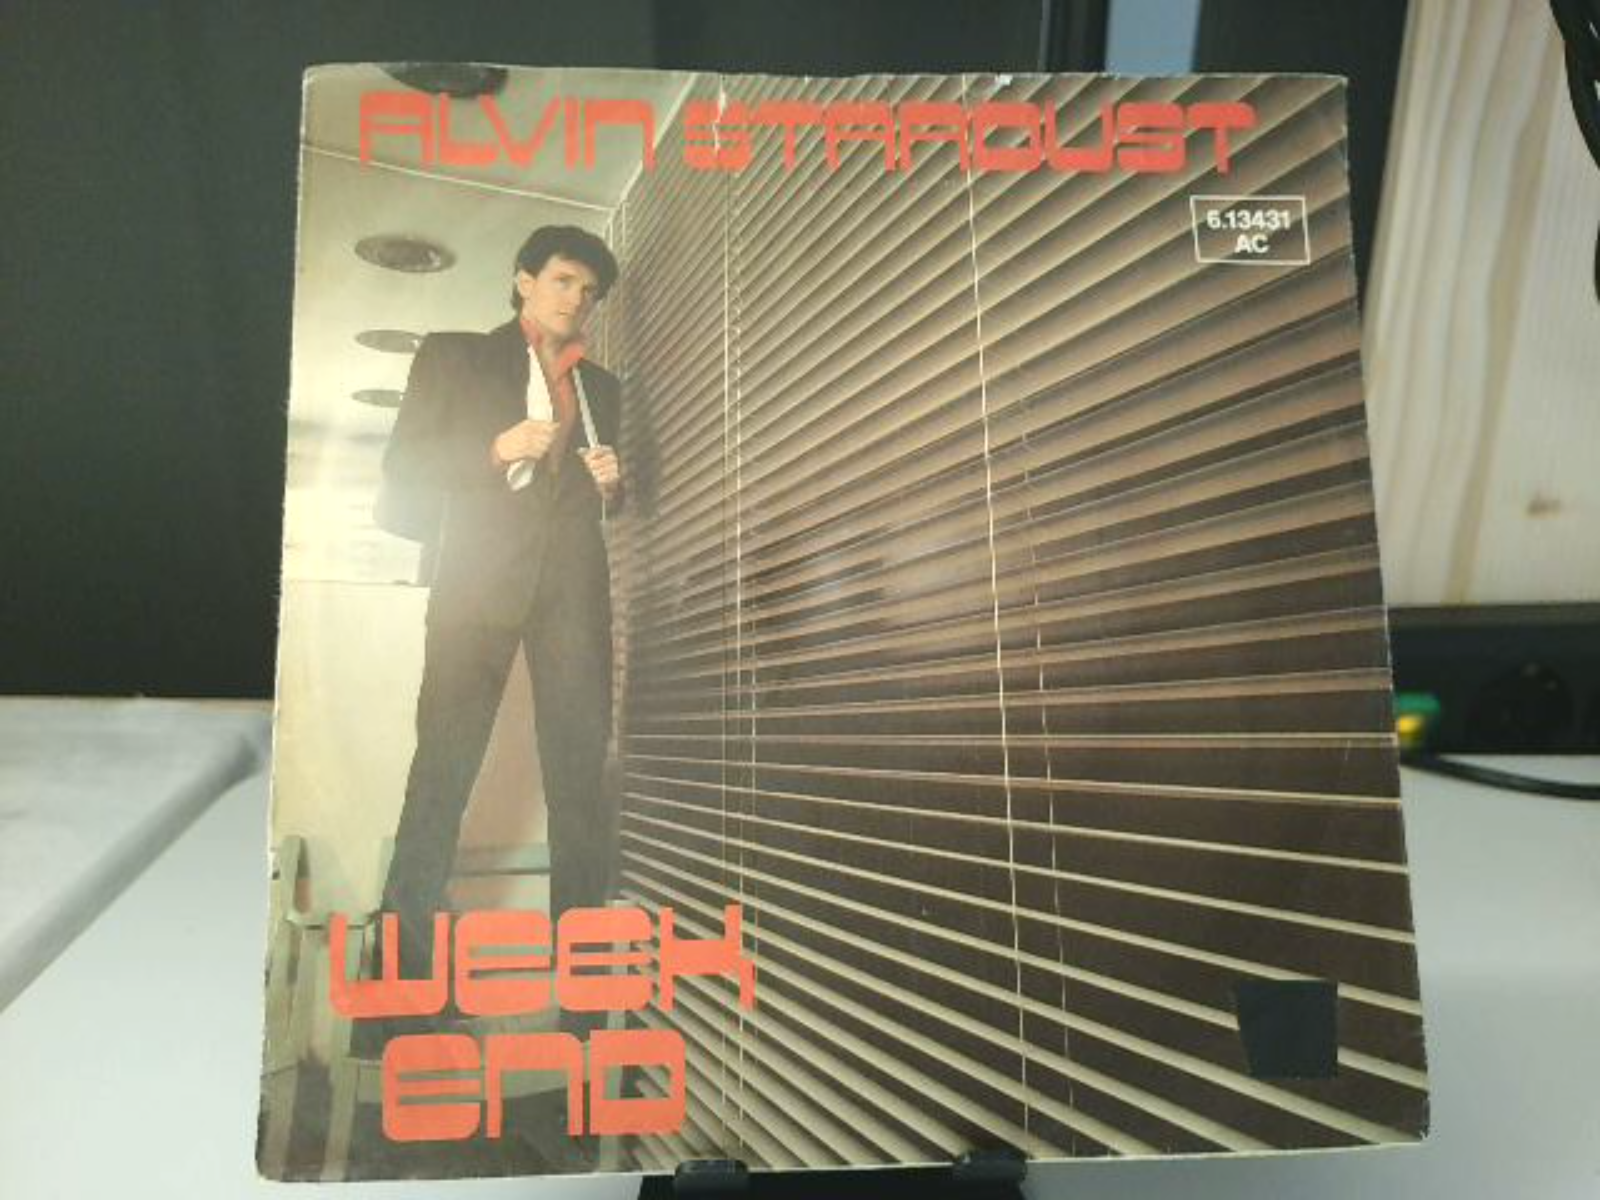 ALVIN STARDUST
6.13431
AC
WEEK
END